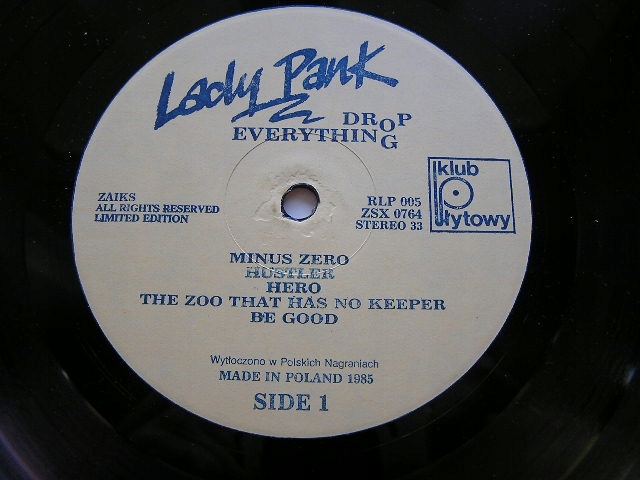 Lady Pank
DROP
EVERYTHING
ZAIKS
ALL RIGHTS RESERVED
LIMITED EDITION
RLP 005
ZSX 0764
STEREO 33
klub
płytowy
MINUS ZERO
HUSTLER
HERO
THE ZOO THAT HAS NO KEEPER
BE GOOD
Wytłoczono w Polskich Nagraniach
MADE IN POLAND 1985
SIDE 1